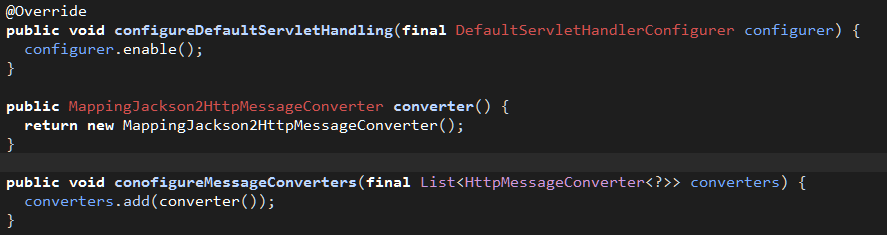 @Override
public void configureDefaultServletHandling(final DefaultServletHandlerConfigurer configurer) {
configurer.enable();
}
public MappingJackson2HttpMessageConverter converter() {
return new MappingJackson2HttpMessageConverter();
}
public void conofigureMessageConverters(final List<HttpMessageConverter<?>> converters) {
converters.add(converter());
}